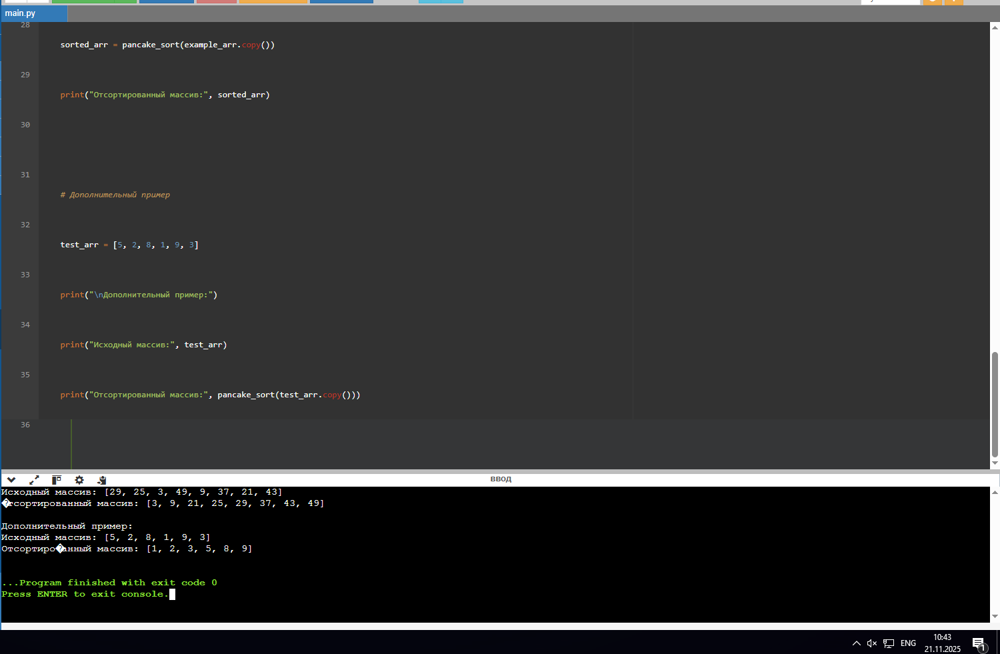 main.py
28
sorted_arr = pancake_sort(example_arr.copy())
29
print("Отсортированный массив:", sorted_arr)
30
31
# Дополнительный пример
32
test_arr = [5, 2, 8, 1, 9, 3]
33
print("\nДополнительный пример:")
34
print("Исходный массив:", test_arr)
35
print("Отсортированный массив:", pancake_sort(test_arr.copy()))
36
ввод
Исходный массив: [29, 25, 3, 49, 9, 37, 21, 43]
�тсортированный массив: [3, 9, 21, 25, 29, 37, 43, 49]
Дополнительный пример:
Исходный массив: [5, 2, 8, 1, 9, 3]
Отсортиро�анный массив: [1, 2, 3, 5, 8, 9]
...Program finished with exit code 0
Press ENTER to exit console.
ENG
10:43
21.11.2025
1